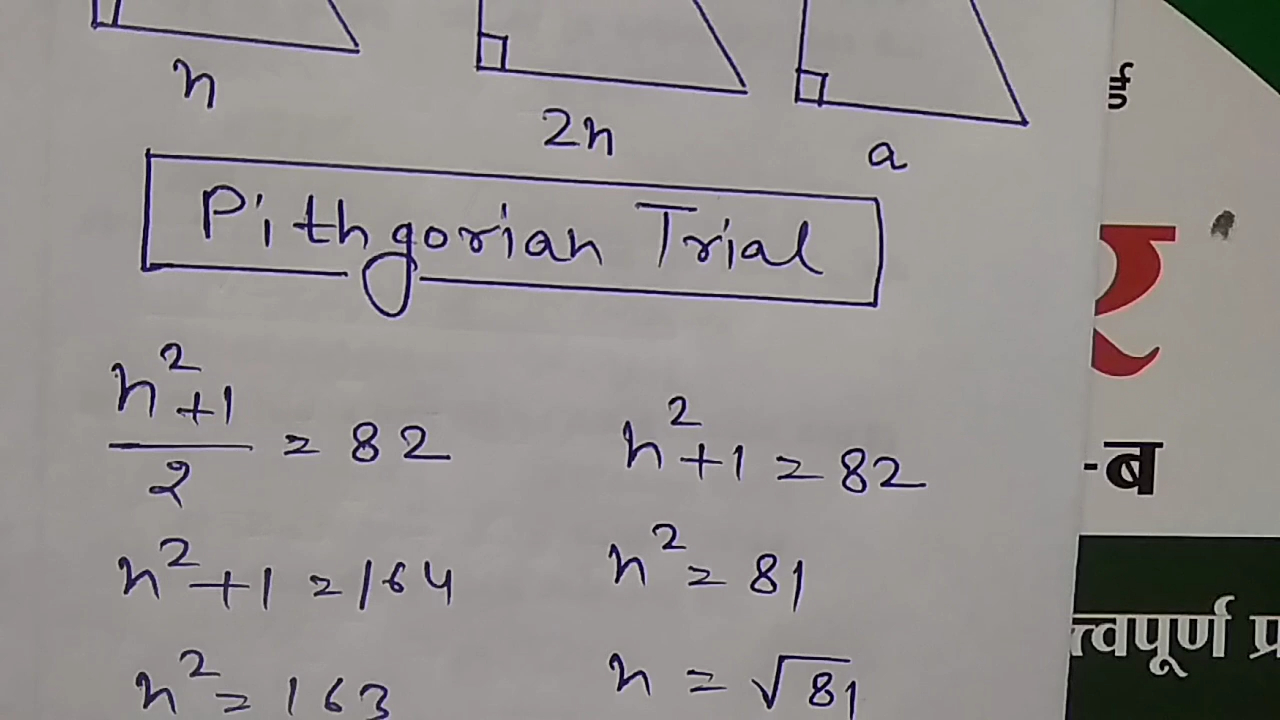 n
2n
a
Pithgorian Trial
n²+1
2
= 82
n²+1 = 82
n²+1 = 164
n² = 81
n² = 163
n = √81
-ब
त्वपूर्ण प्र